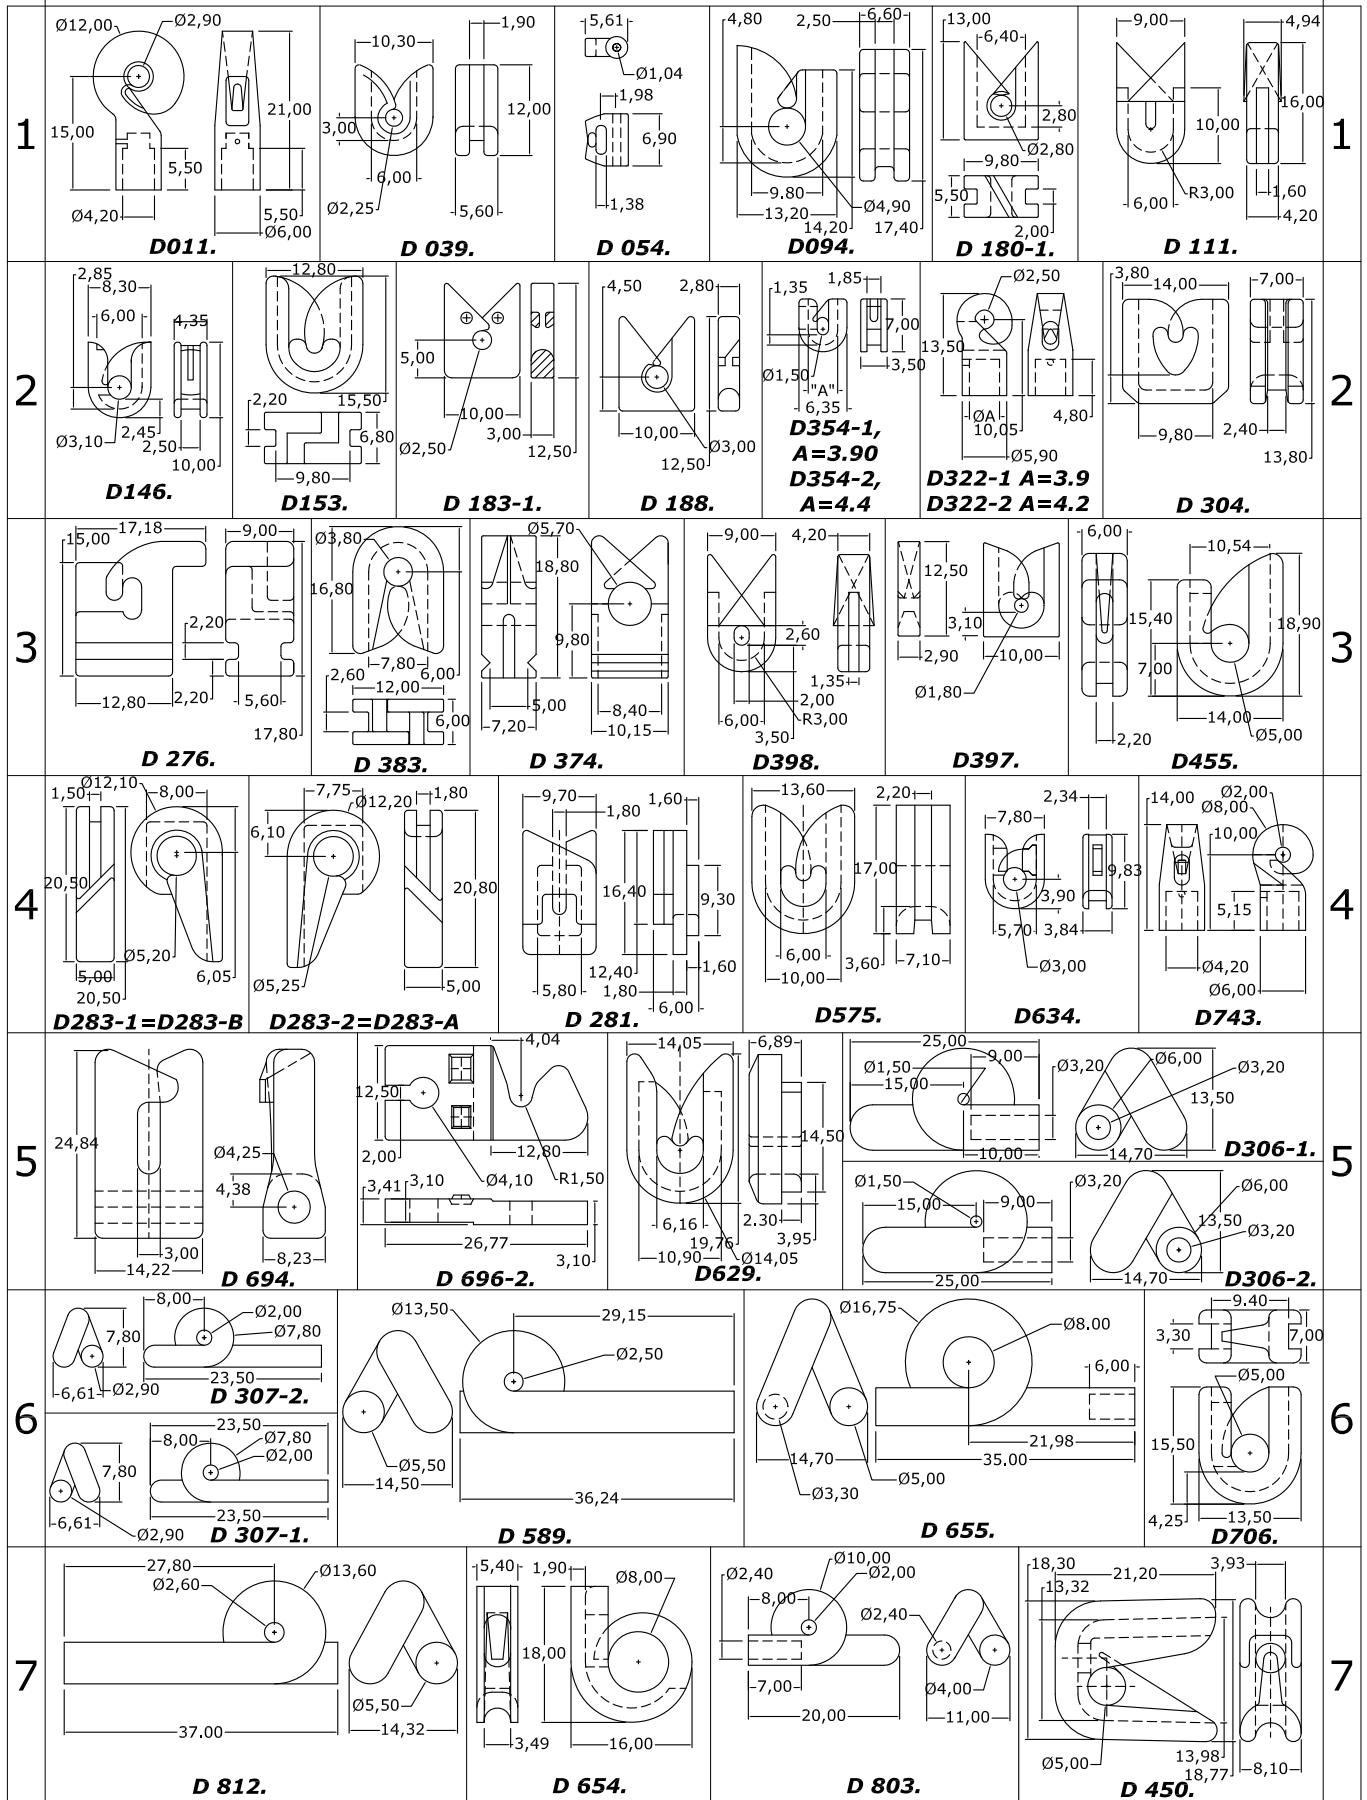 1
Ø12,00
Ø2,90
15,00
21,00
5,50
Ø4,20
5,50
Ø6,00
D011.
10,30
1,90
3,00
12,00
6,00
Ø2,25
5,60
D 039.
5,61
Ø1,04
1,98
6,90
1,38
D 054.
4,80
2,50
6,60
9,80
13,20
Ø4,90
14,20
17,40
D094.
13,00
6,40
2,80
Ø2,80
9,80
5,50
2,00
D 180-1.
9,00
4,94
16,00
10,00
R3,00
6,00
1,60
4,20
D 111.
1
2
2,85
8,30
6,00
4,35
Ø3,10
2,45
2,50
10,00
D146.
12,80
15,50
2,20
6,80
9,80
D153.
5,00
10,00
Ø2,50
3,00
12,50
D 183-1.
4,50
2,80
10,00
Ø3,00
12,50
D 188.
1,35
1,85
7,00
Ø1,50
3,50
"A"
6,35
D354-1,
A=3.90
D354-2,
A=4.4
Ø2,50
13,50
ØA
10,05
4,80
Ø5,90
D322-1 A=3.9
D322-2 A=4.2
3,80
14,00
7,00
9,80
2,40
13,80
D 304.
2
3
17,18
15,00
9,00
2,20
12,80
2,20
5,60
17,80
D 276.
Ø3,80
16,80
7,80
6,00
2,60
12,00
6,00
D 383.
Ø5,70
18,80
9,80
5,00
7,20
8,40
10,15
D 374.
9,00
4,20
2,60
1,35
2,00
6,00
R3,00
3,50
D398.
12,50
3,10
2,90
10,00
Ø1,80
D397.
6,00
10,54
15,40
18,90
7,00
14,00
2,20
Ø5,00
D455.
3
4
Ø12,10
1,50
8,00
20,50
Ø5,20
6,05
5,00
20,50
D283-1=D283-B
7,75
Ø12,20
1,80
6,10
20,80
Ø5,25
5,00
D283-2=D283-A
9,70
1,80
1,60
16,40
9,30
12,40
1,60
5,80
1,80
6,00
D 281.
13,60
2,20
17,00
6,00
10,00
3,60
7,10
D575.
2,34
7,80
9,83
3,90
5,70
3,84
Ø3,00
D634.
14,00
Ø2,00
Ø8,00
10,00
5,15
Ø4,20
Ø6,00
D743.
4
5
24,84
Ø4,25
4,38
3,00
14,22
8,23
D 694.
4,04
12,50
2,00
12,80
Ø4,10
R1,50
3,41
3,10
26,77
3,10
D 696-2.
14,05
6,89
14,50
6,16
2.30
19,76
3,95
10,90
Ø14,05
D629.
25,00
9,00
Ø1,50
15,00
Ø3,20
Ø6,00
Ø3,20
13,50
10,00
14,70
D306-1.
Ø1,50
15,00
9,00
Ø3,20
Ø6,00
13,50
Ø3,20
25,00
14,70
D306-2.
5
6
8,00
Ø2,00
7,80
Ø7,80
6,61
Ø2,90
23,50
D 307-2.
23,50
8,00
Ø7,80
Ø2,00
7,80
6,61
Ø2,90
23,50
D 307-1.
Ø13,50
29,15
Ø2,50
Ø5,50
14,50
36,24
D 589.
Ø16,75
Ø8.00
6,00
21,98
14,70
35.00
Ø5,00
Ø3,30
D 655.
9.40
3,30
7,00
Ø5,00
15,50
4,25
13,50
D706.
6
7
27,80
Ø2,60
Ø13,60
Ø5,50
14,32
37.00
D 812.
5,40
1,90
Ø8,00
18,00
3,49
16,00
D 654.
Ø2,40
Ø10,00
Ø2,00
8,00
Ø2,40
7,00
Ø4,00
20,00
11,00
D 803.
18,30
21,20
3,93
13,32
Ø5,00
13,98
18,77
8,10
D 450.
7